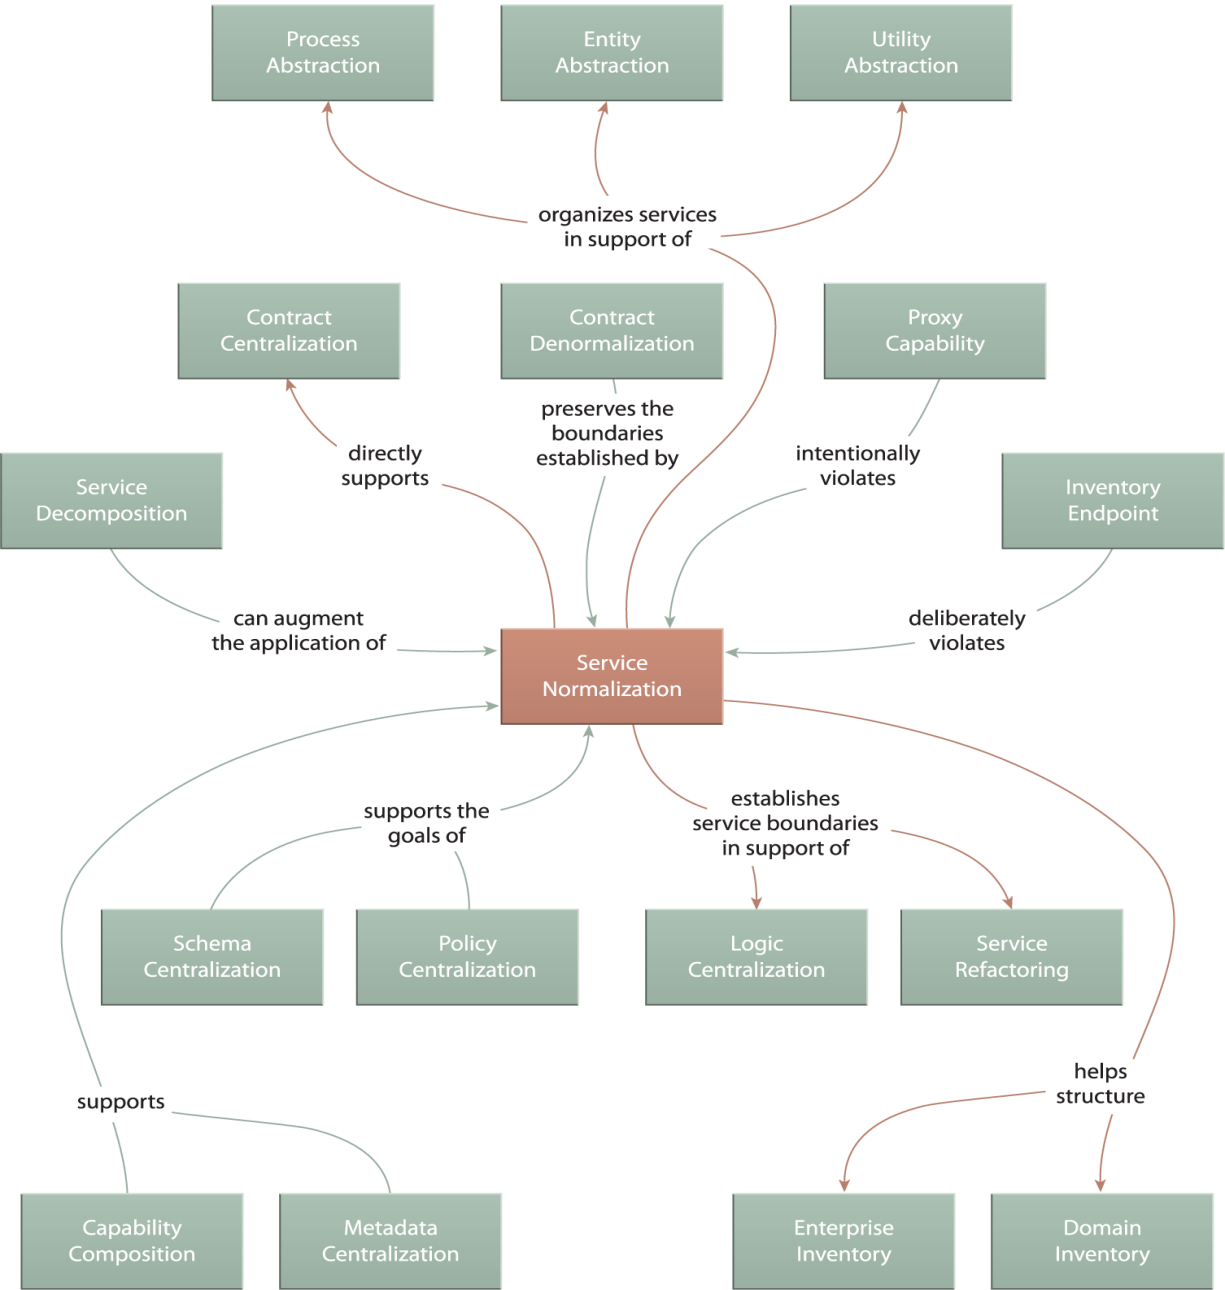 Process
Abstraction
Entity
Abstraction
Utility
Abstraction
organizes services
in support of
Contract
Centralization
Contract
Denormalization
Proxy
Capability
preserves the
boundaries
established by
directly
supports
intentionally
violates
Service
Decomposition
Inventory
Endpoint
can augment
the application of
deliberately
violates
Service
Normalization
supports the
goals of
establishes
service boundaries
in support of
Schema
Centralization
Policy
Centralization
Logic
Centralization
Service
Refactoring
supports
helps
structure
Capability
Composition
Metadata
Centralization
Enterprise
Inventory
Domain
Inventory